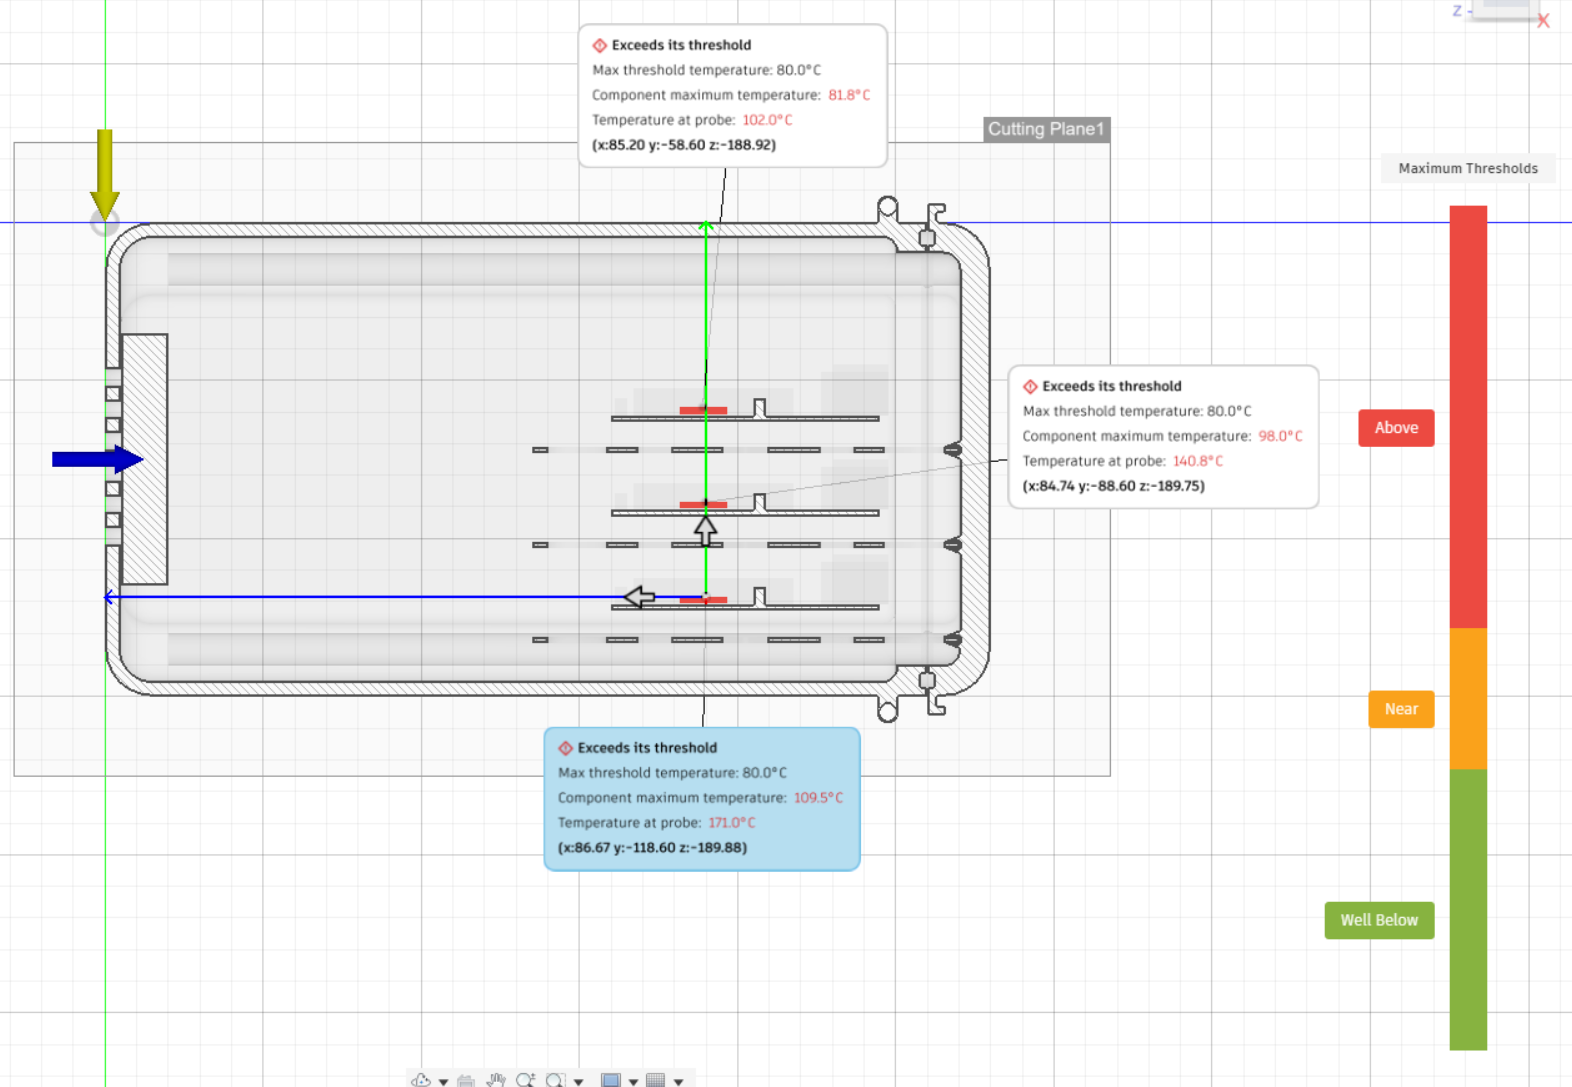 Z
X
Exceeds its threshold
Max threshold temperature: 80.0°C
Component maximum temperature: 81.8°C
Temperature at probe: 102.0°C
(x:85.20 y:-58.60 z:-188.92)
Cutting Plane1
Maximum Thresholds
Exceeds its threshold
Max threshold temperature: 80.0°C
Component maximum temperature: 98.0°C
Temperature at probe: 140.8°C
(x:84.74 y:-88.60 z:-189.75)
Above
Near
Exceeds its threshold
Max threshold temperature: 80.0°C
Component maximum temperature: 109.5°C
Temperature at probe: 171.0°C
(x:86.67 y:-118.60 z:-189.88)
Well Below